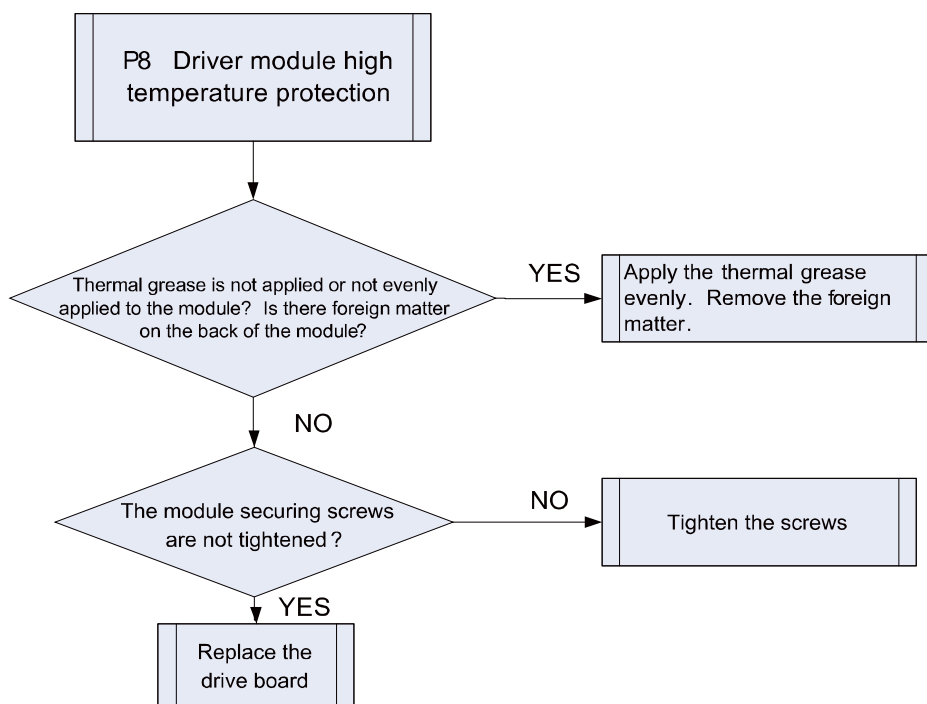 P8 Driver module high
temperature protection
Thermal grease is not applied or not evenly
applied to the module? Is there foreign matter
on the back of the module?
YES
Apply the thermal grease
evenly. Remove the foreign
matter.
NO
The module securing screws
are not tightened?
NO
Tighten the screws
YES
Replace the
drive board